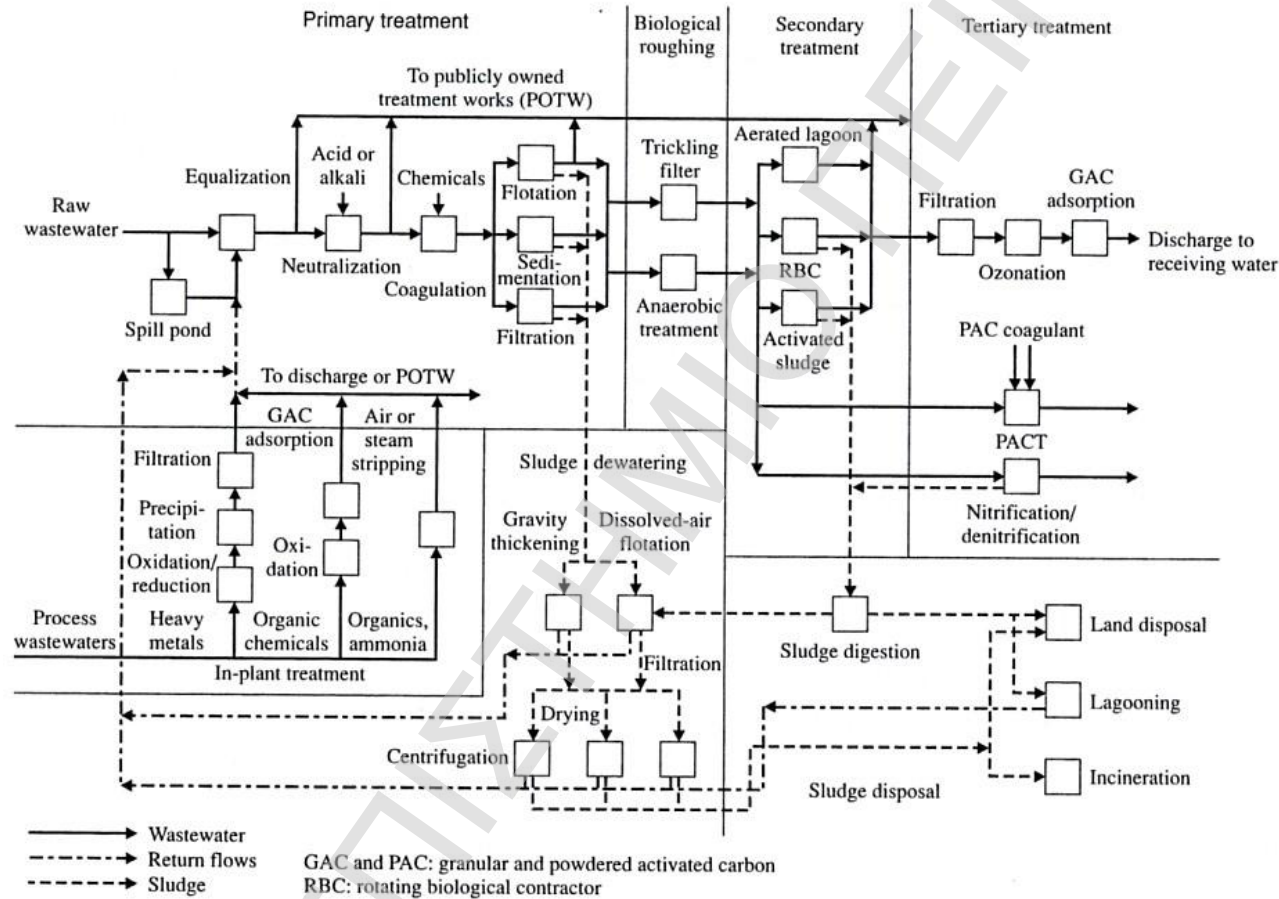 Primary treatment
Biological
roughing
Secondary
treatment
Tertiary treatment
To publicly owned
treatment works (POTW)
Equalization
Acid or
alkali
Chemicals
Flotation
Trickling
filter
Aerated lagoon
Filtration
GAC
adsorption
Raw
wastewater
Neutralization
Coagulation
Sedi-
mentation
Filtration
Anaerobic
treatment
RBC
Activated
sludge
Ozonation
Discharge to
receiving water
Spill pond
PAC coagulant
PACT
Nitrification/
denitrification
To discharge or POTW
GAC
adsorption
Air or
steam
stripping
Filtration
Precipi-
tation
Oxidation/
reduction
Oxi-
dation
Process
wastewaters
Heavy
metals
Organic
chemicals
Organics,
ammonia
In-plant treatment
Sludge dewatering
Gravity
thickening
Dissolved-air
flotation
Filtration
Drying
Centrifugation
Sludge digestion
Land disposal
Lagooning
Incineration
Sludge disposal
Wastewater
Return flows
Sludge
GAC and PAC: granular and powdered activated carbon
RBC: rotating biological contractor